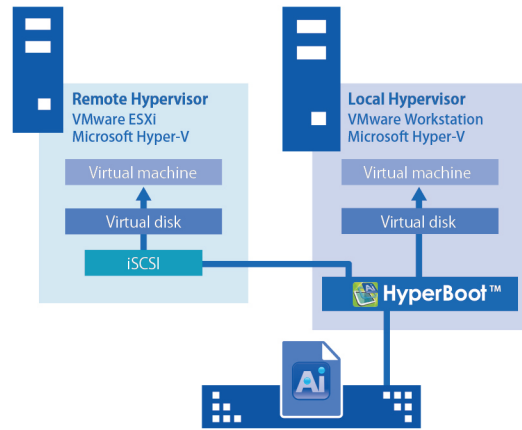 Remote Hypervisor
VMware ESXi
Microsoft Hyper-V
Virtual machine
Virtual disk
iSCSI
Local Hypervisor
VMware Workstation
Microsoft Hyper-V
Virtual machine
Virtual disk
HyperBoot™
Ai